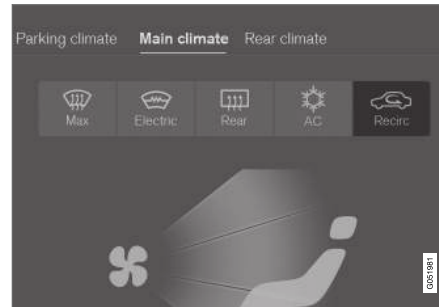 Parking climate Main climate Rear climate
Max Electric Rear AC Recirc
G051981